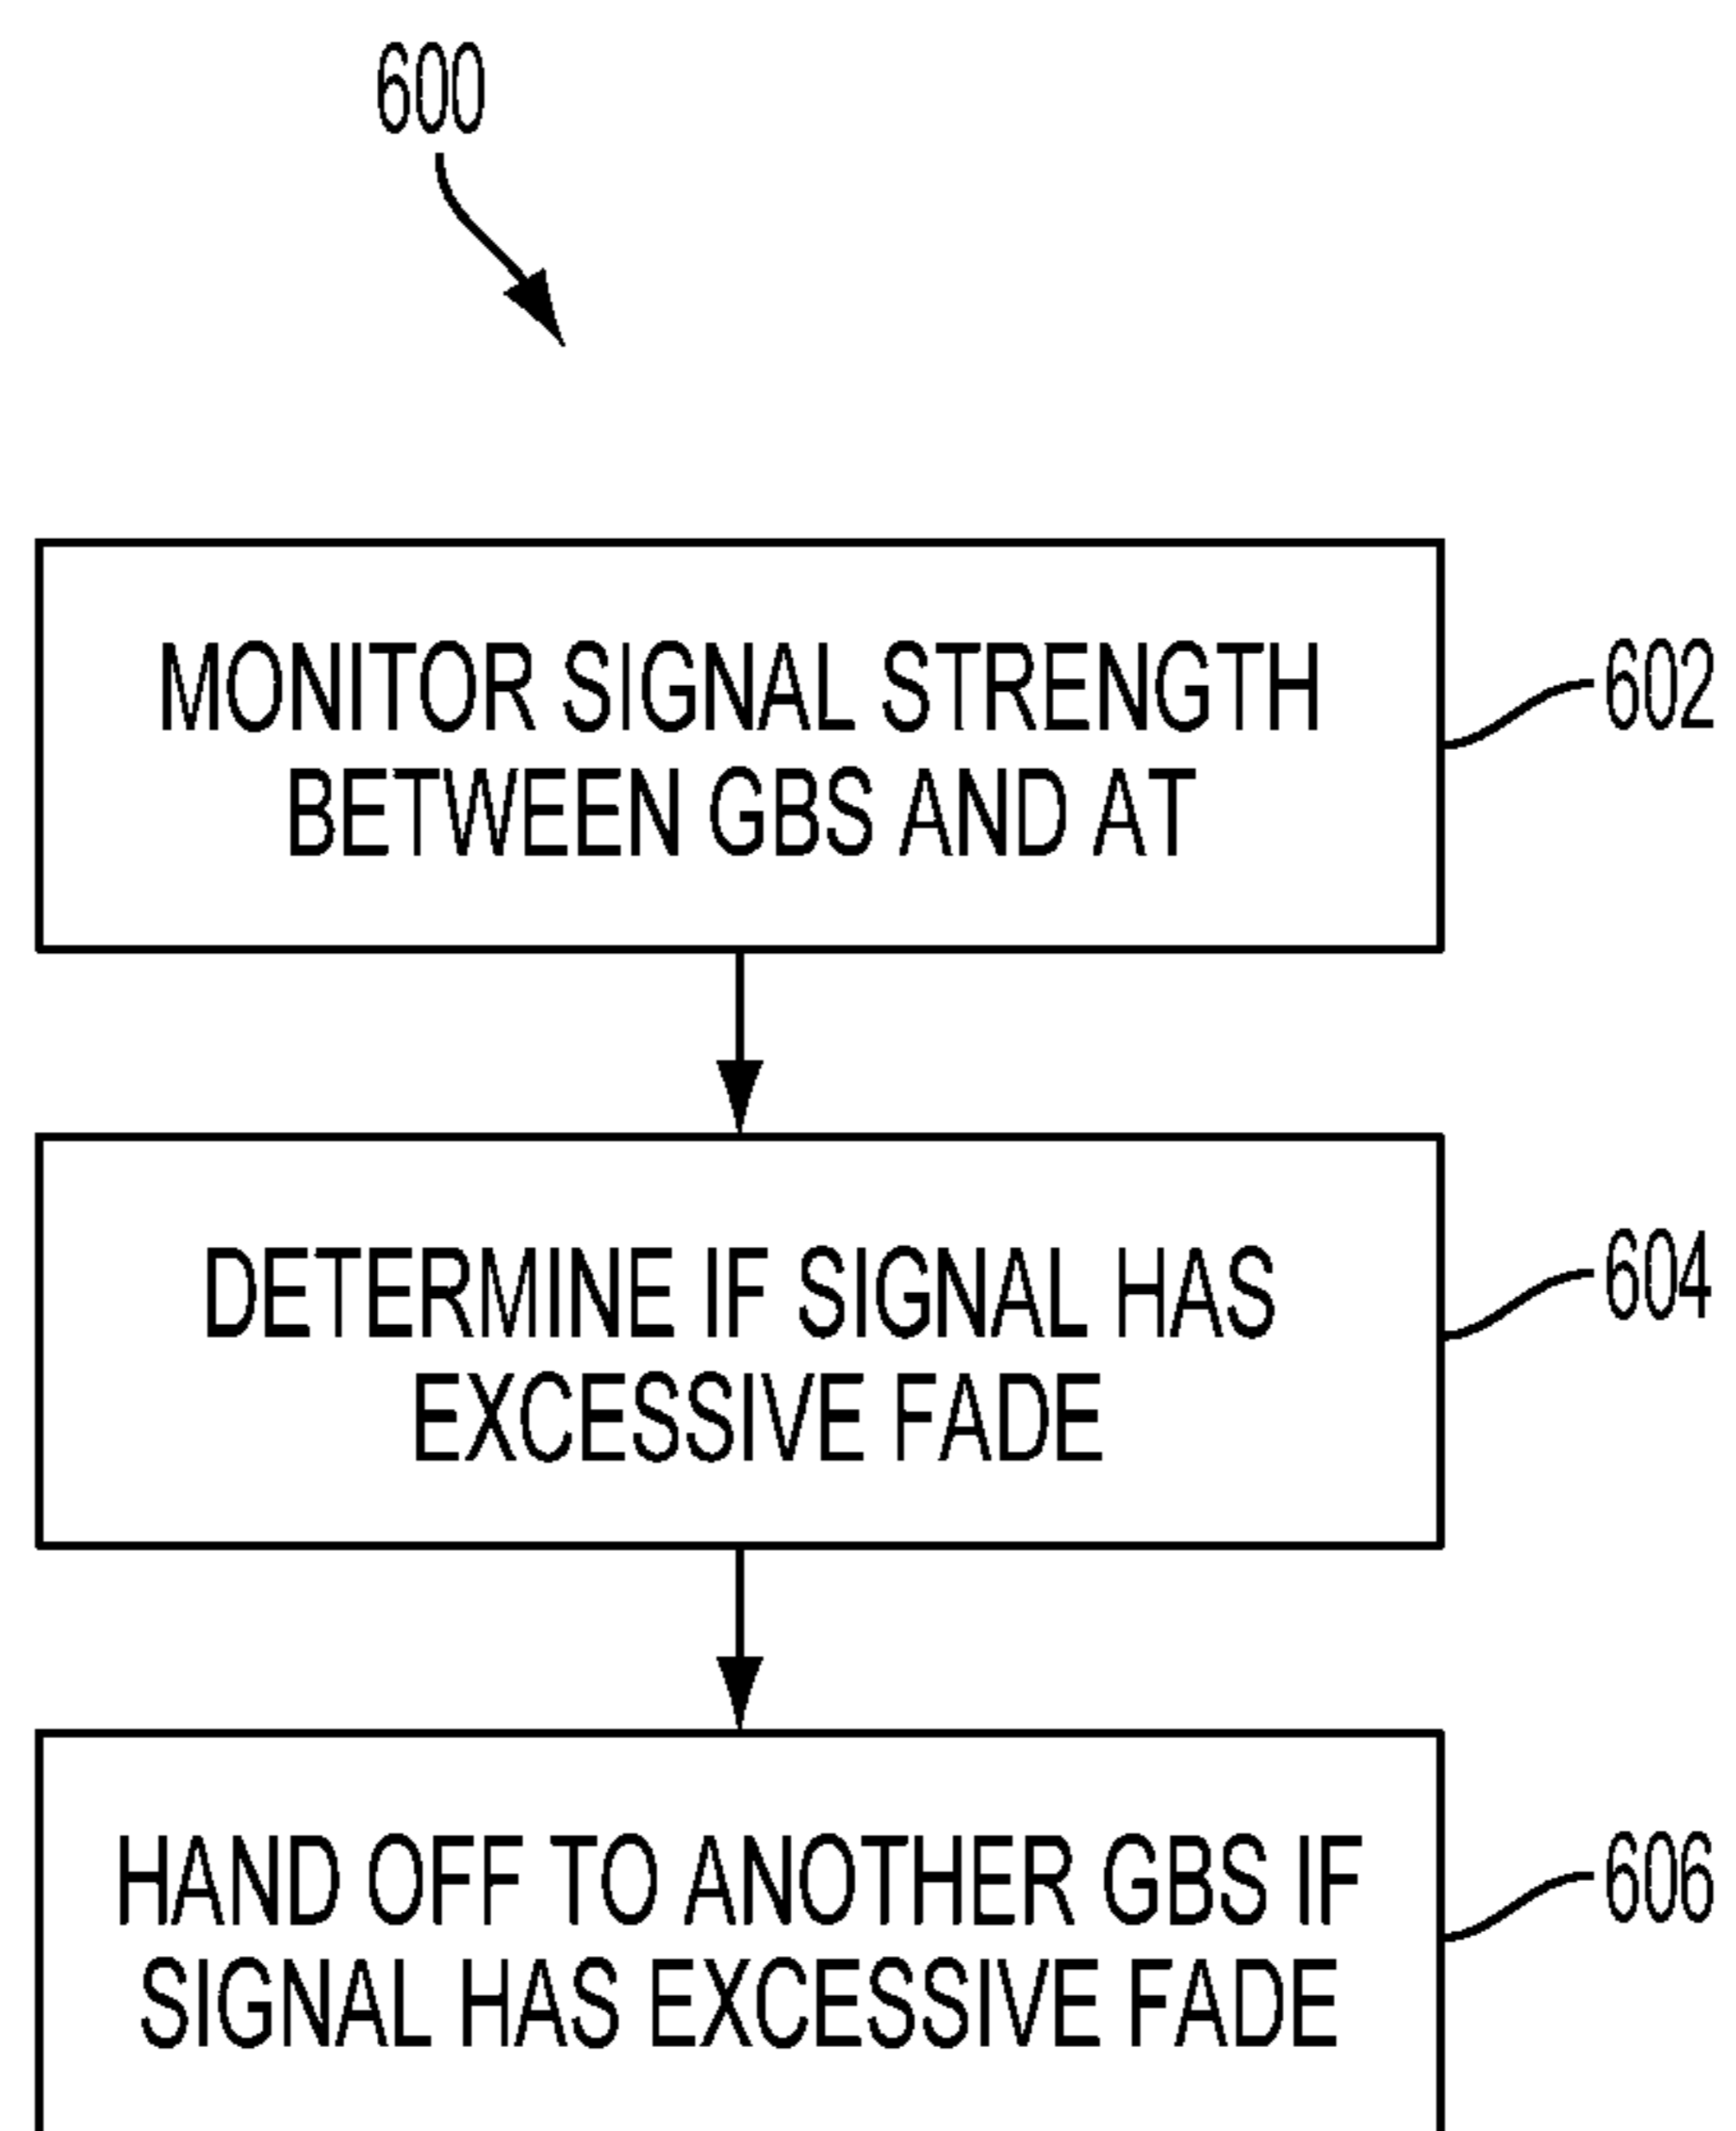 600
MONITOR SIGNAL STRENGTH
BETWEEN GBS AND AT
602
DETERMINE IF SIGNAL HAS
EXCESSIVE FADE
604
HAND OFF TO ANOTHER GBS IF
SIGNAL HAS EXCESSIVE FADE
606